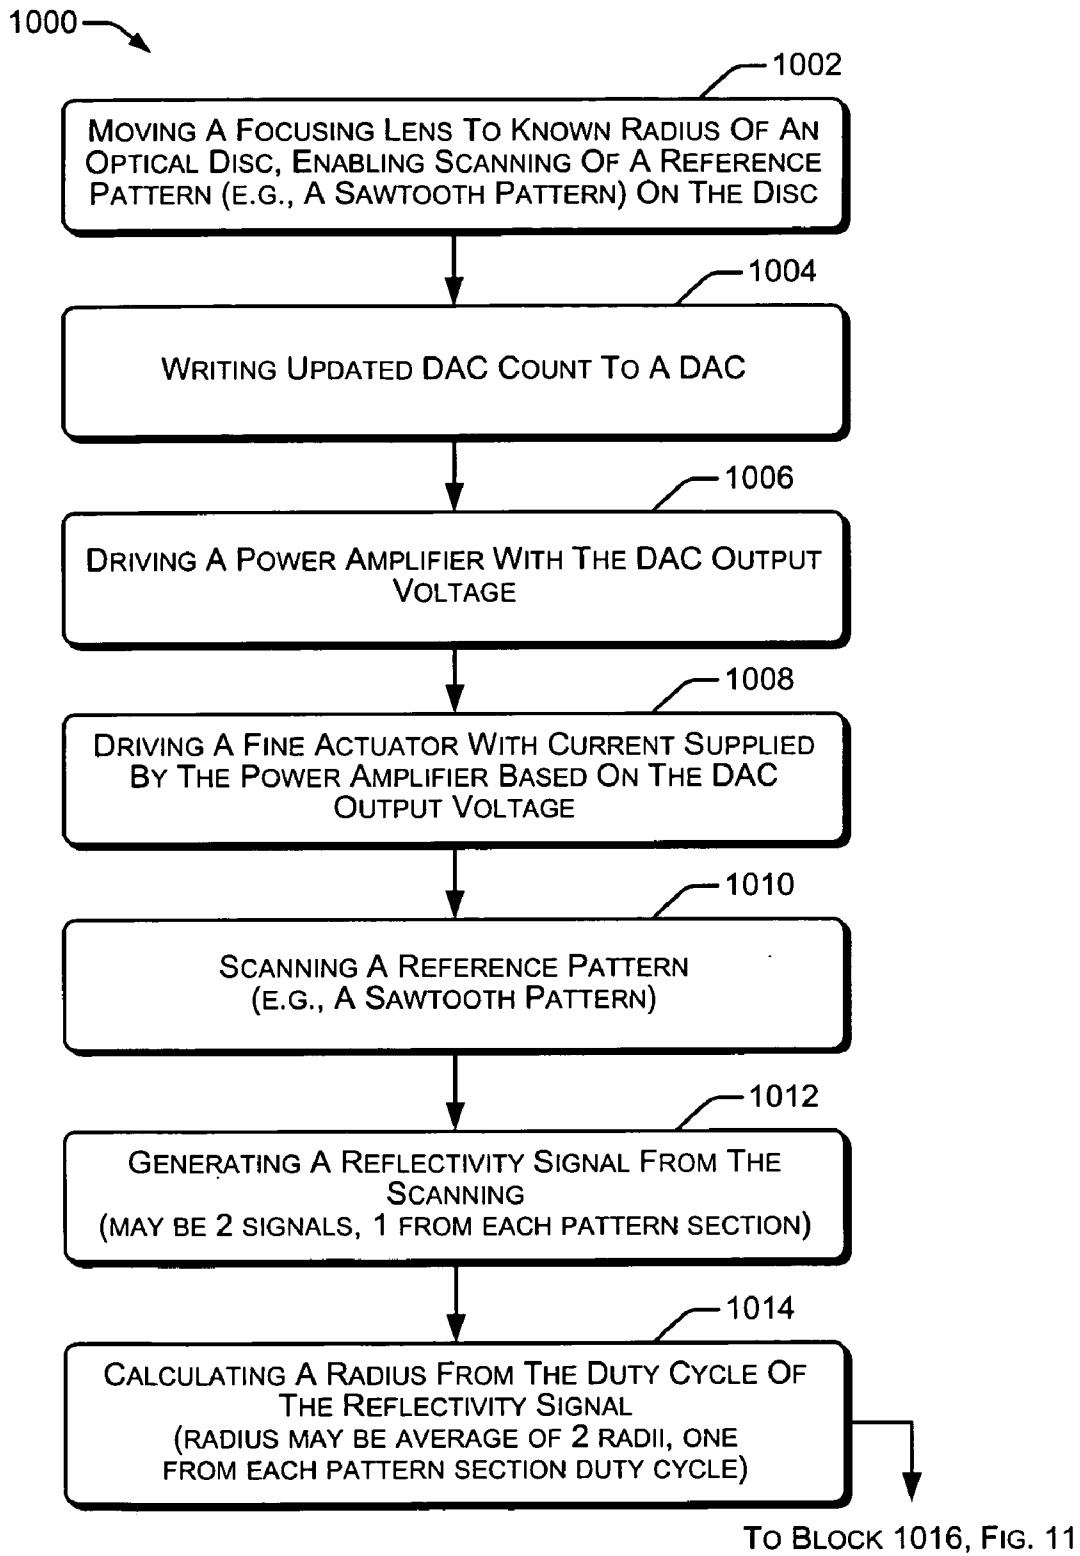 1000
1002
MOVING A FOCUSING LENS TO KNOWN RADIUS OF AN
OPTICAL DISC, ENABLING SCANNING OF A REFERENCE
PATTERN (E.G., A SAWTOOTH PATTERN) ON THE DISC
1004
WRITING UPDATED DAC COUNT TO A DAC
1006
DRIVING A POWER AMPLIFIER WITH THE DAC OUTPUT
VOLTAGE
1008
DRIVING A FINE ACTUATOR WITH CURRENT SUPPLIED
BY THE POWER AMPLIFIER BASED ON THE DAC
OUTPUT VOLTAGE
1010
SCANNING A REFERENCE PATTERN
(E.G., A SAWTOOTH PATTERN)
1012
GENERATING A REFLECTIVITY SIGNAL FROM THE
SCANNING
(MAY BE 2 SIGNALS, 1 FROM EACH PATTERN SECTION)
1014
CALCULATING A RADIUS FROM THE DUTY CYCLE OF
THE REFLECTIVITY SIGNAL
(RADIUS MAY BE AVERAGE OF 2 RADII, ONE
FROM EACH PATTERN SECTION DUTY CYCLE)
TO BLOCK 1016, FIG. 11